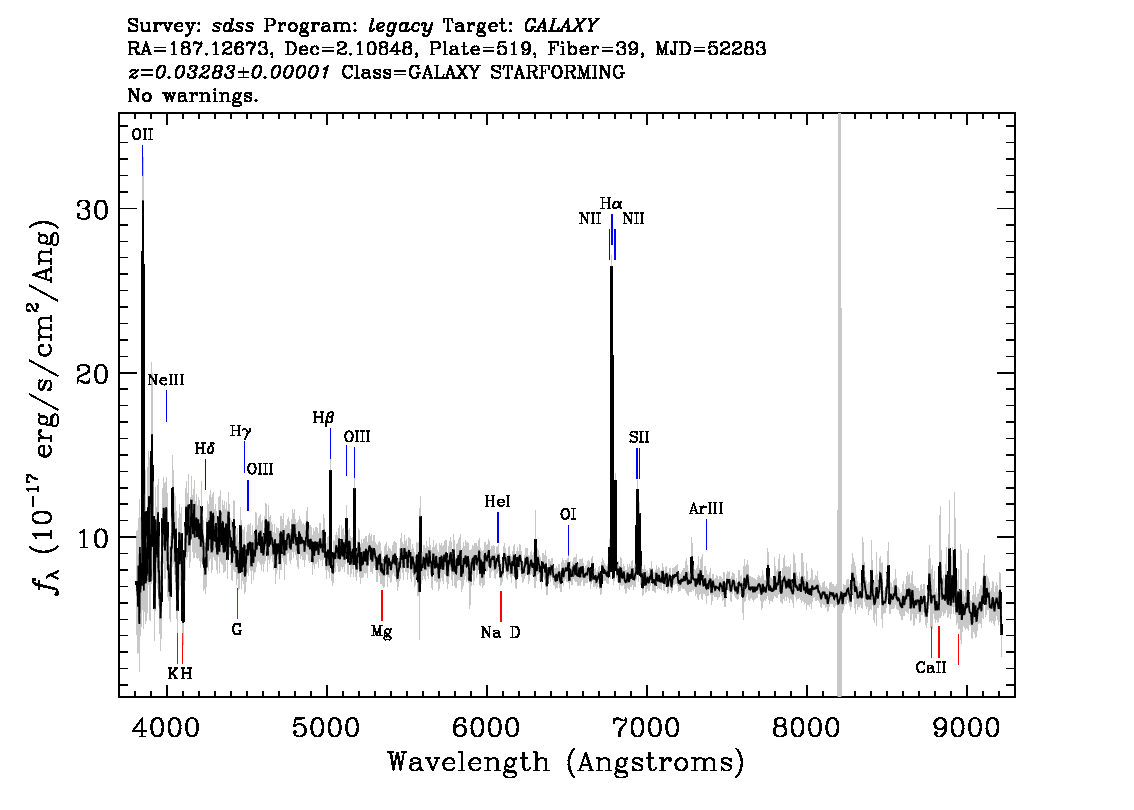 Survey: sdss Program: legacy Target: GALAXY
RA=187.12673, Dec=2.10848, Plate=519, Fiber=39, MJD=52283
z=0.03283±0.00001 Class=GALAXY STARFORMING
No warnings.
OII
Hα
NII NII
30
20
NeIII
Hβ
Hγ
OIII
SII
Hδ
OIII
HeI
ArIII
OI
10
G
Mg
Na D
CaII
K H
fλ (10⁻¹⁷ erg/s/cm²/Ang)
4000 5000 6000 7000 8000 9000
Wavelength (Angstroms)